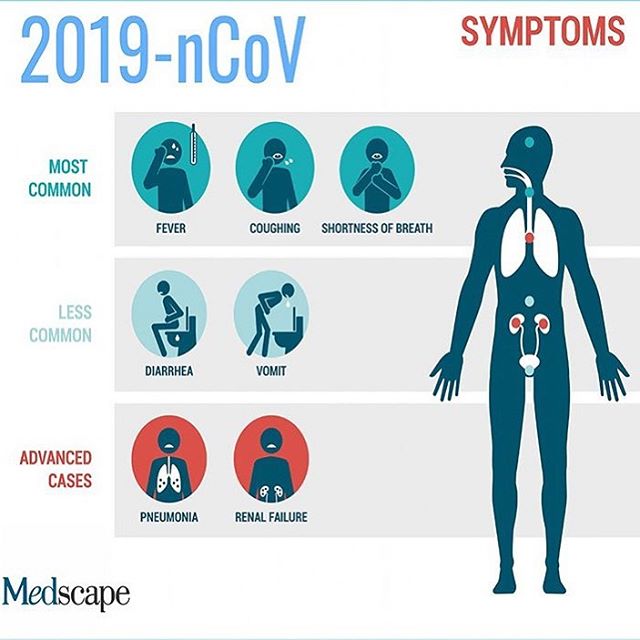 2019-nCoV
SYMPTOMS
MOST
COMMON
FEVER
COUGHING
SHORTNESS OF BREATH
LESS
COMMON
DIARRHEA
VOMIT
ADVANCED
CASES
PNEUMONIA
RENAL FAILURE
Medscape